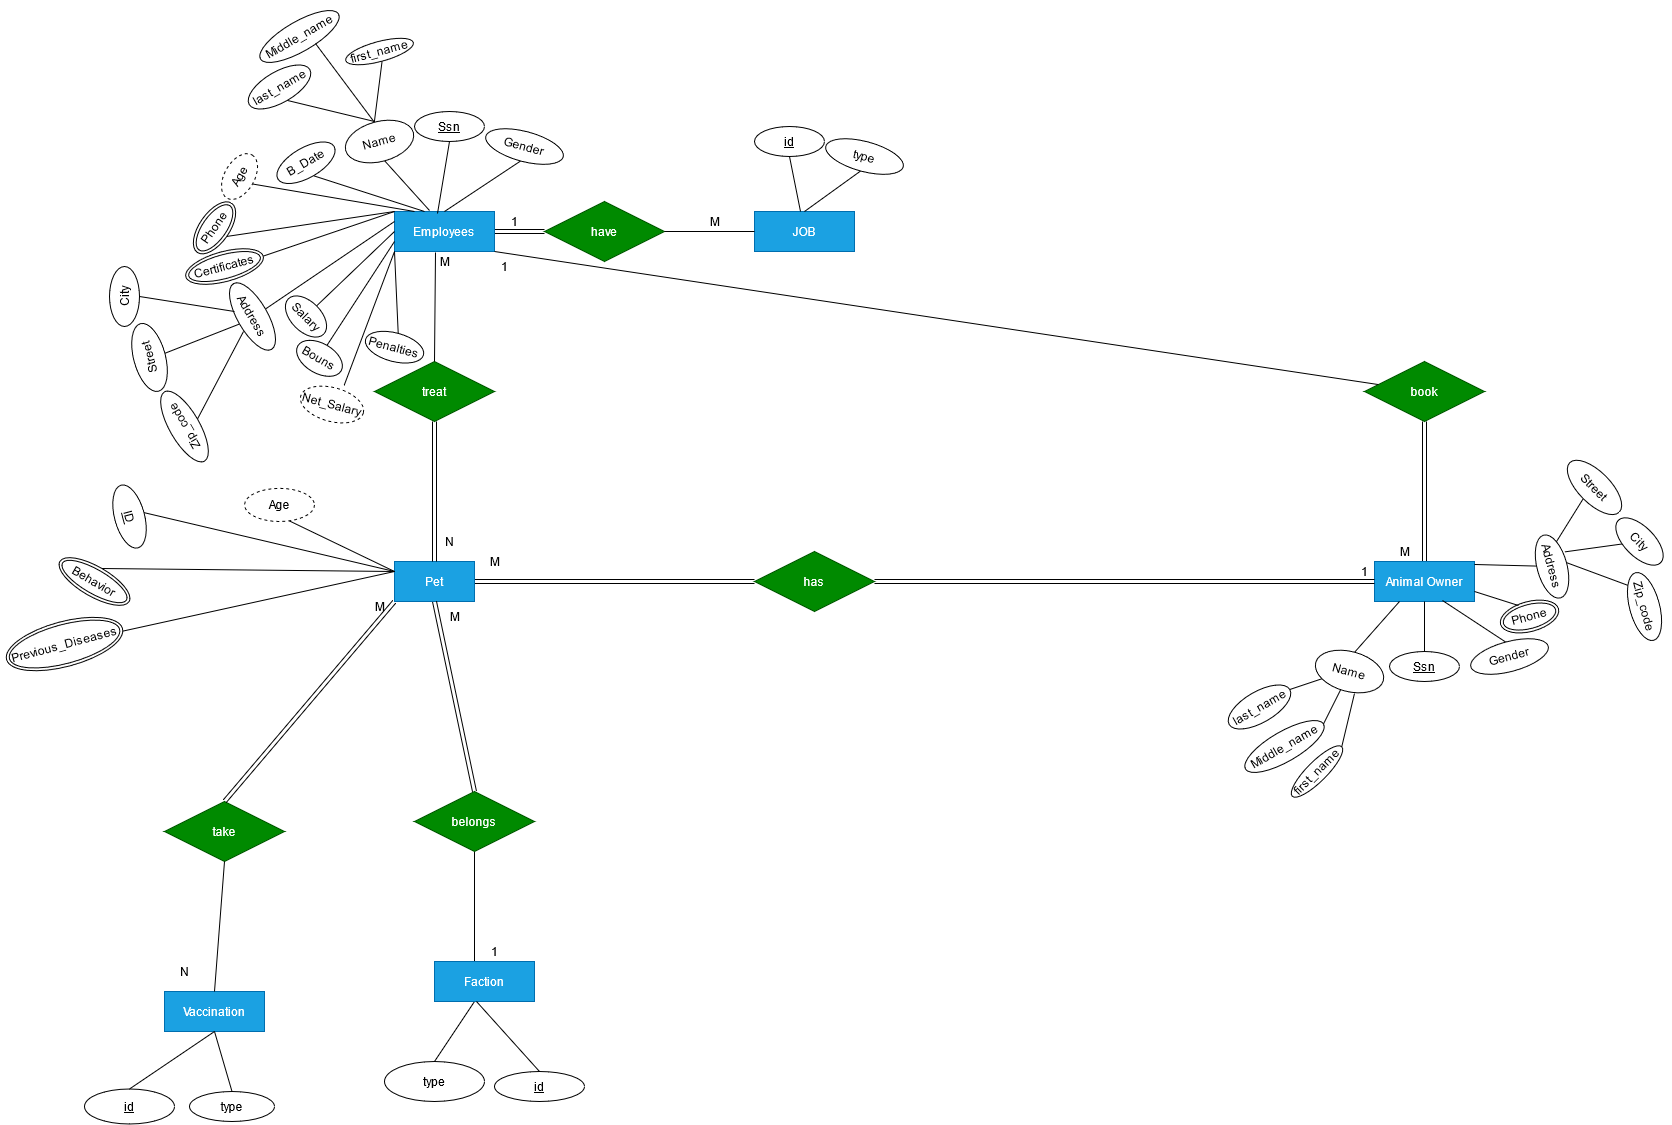 Middle_name
first_name
last_name
Name
Ssn
Gender
B_Date
Age
Phone
Certificates
Address
City
Street
Zip_code
Salary
Bouns
Net_Salary
Penalties
Employees
1
have
M
JOB
id
type
M
1
treat
book
N
M
Pet
ID
Age
Behavior
Previous_Diseases
has
M
1
Animal Owner
Address
Street
City
Zip_code
Phone
Gender
Ssn
Name
last_name
Middle_name
first_name
M
M
take
belongs
N
1
Vaccination
Faction
id
type
type
id